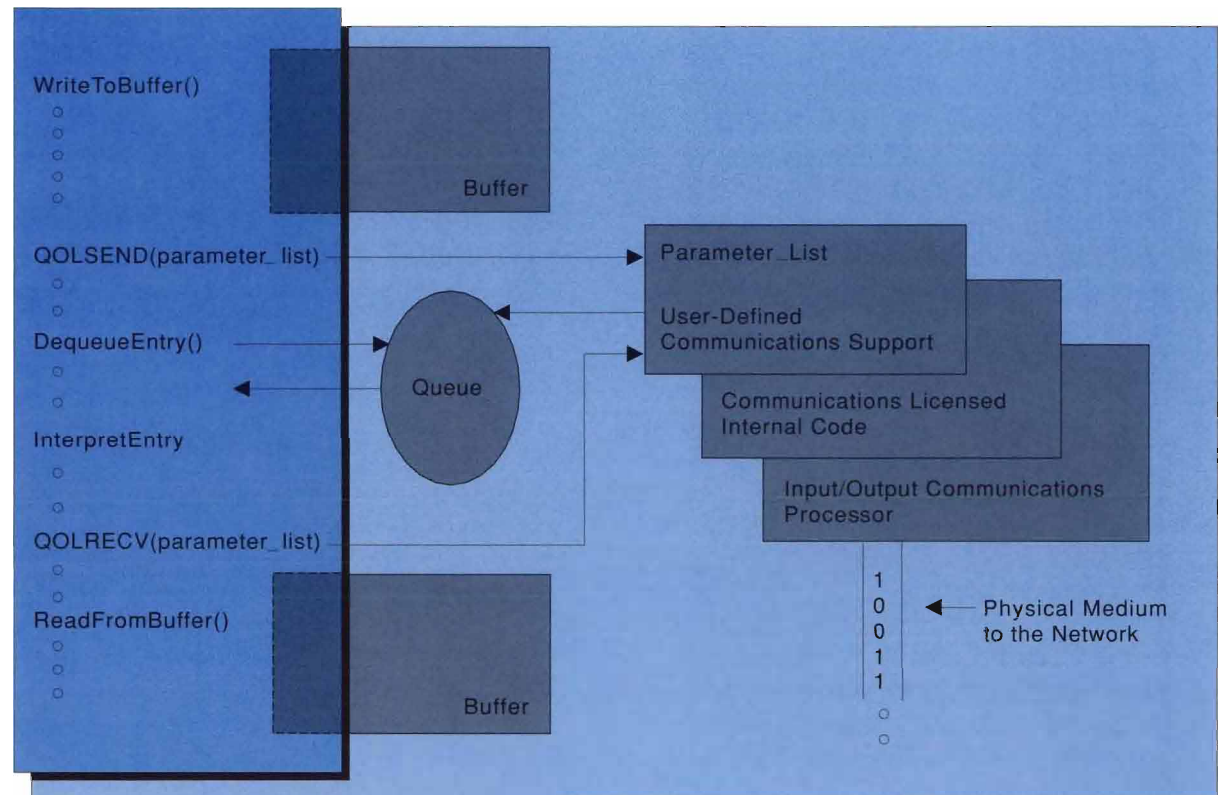 WriteToBuffer()
Buffer
QOLSEND(parameter_list)
DequeueEntry()
InterpretEntry
QOLRECV(parameter_list)
ReadFromBuffer()
Buffer
Queue
Parameter_List
User-Defined
Communications Support
Communications Licensed
Internal Code
Input/Output Communications
Processor
1
0
0
1
1
Physical Medium
to the Network